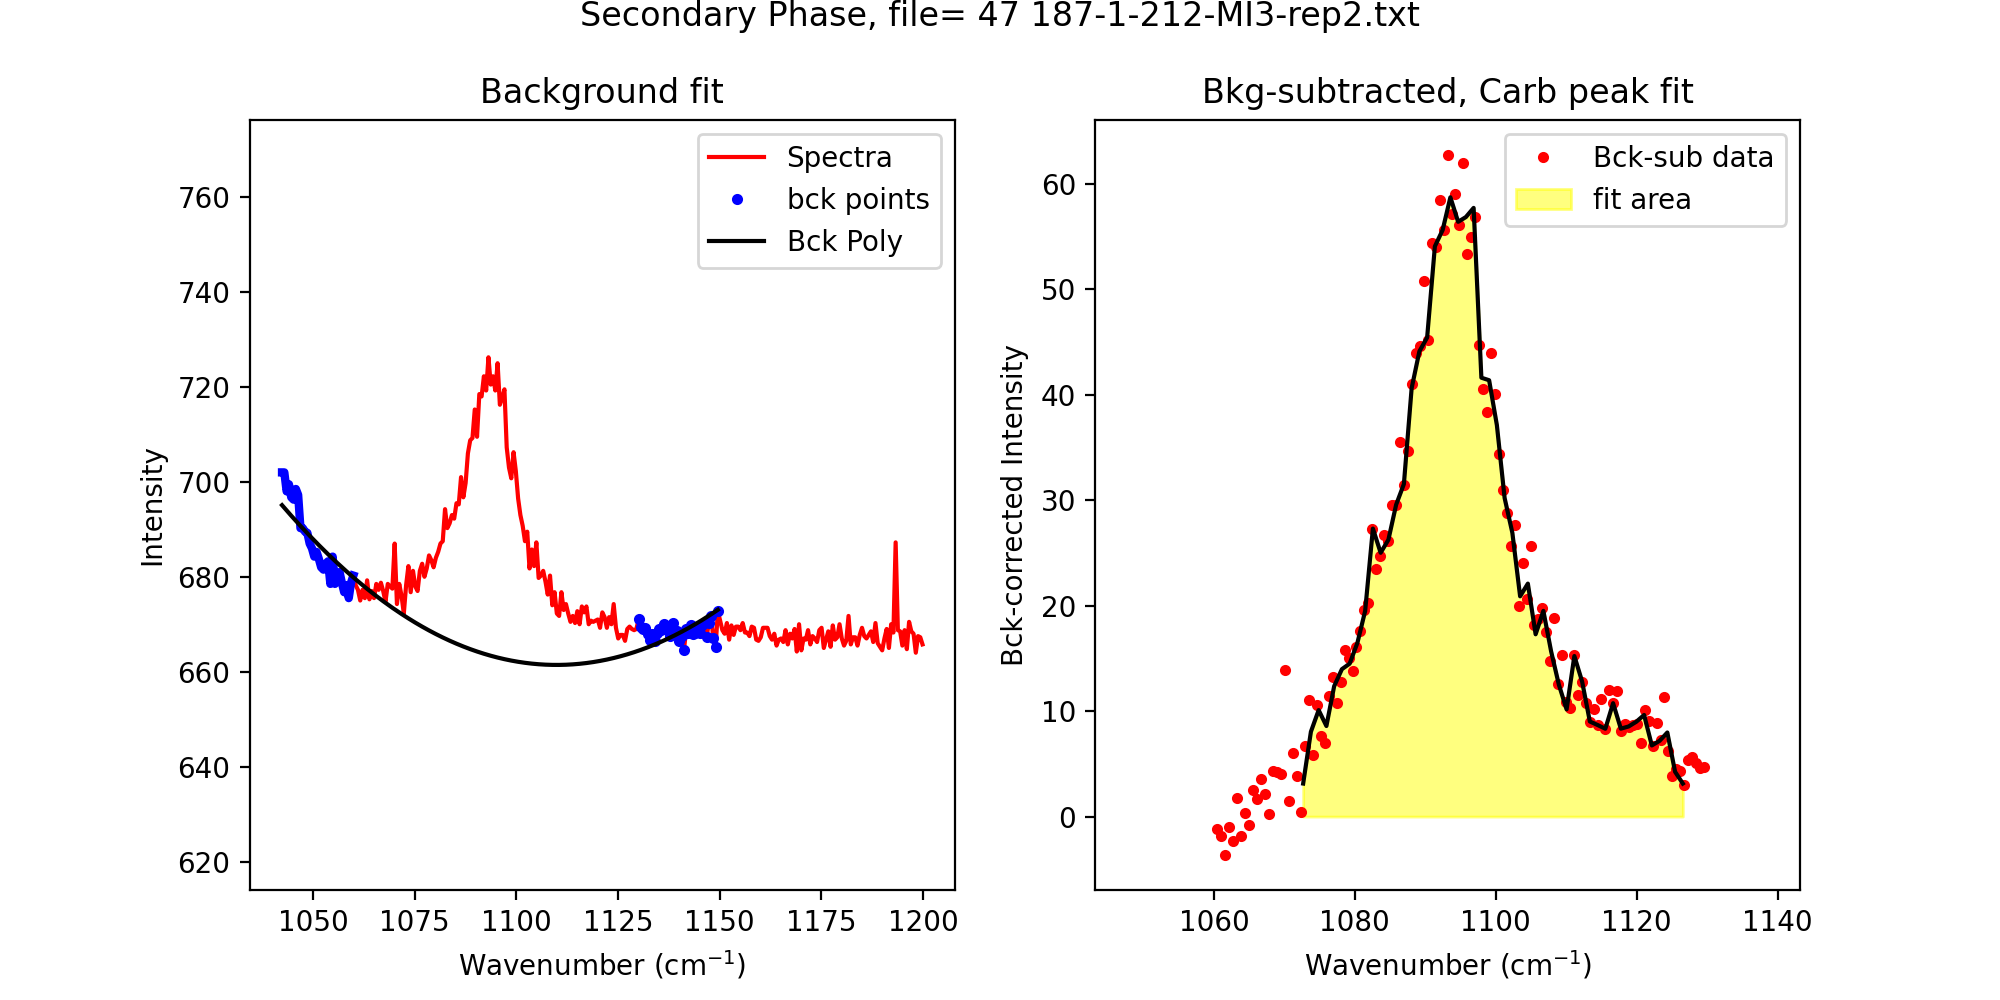 Secondary Phase, file= 47 187-1-212-MI3-rep2.txt
Background fit
Spectra
bck points
Bck Poly
760
740
720
700
680
660
640
620
Intensity
1050 1075 1100 1125 1150 1175 1200
Wavenumber (cm⁻¹)
Bkg-subtracted, Carb peak fit
Bck-sub data
fit area
60
50
40
30
20
10
0
Bck-corrected Intensity
1060 1080 1100 1120 1140
Wavenumber (cm⁻¹)